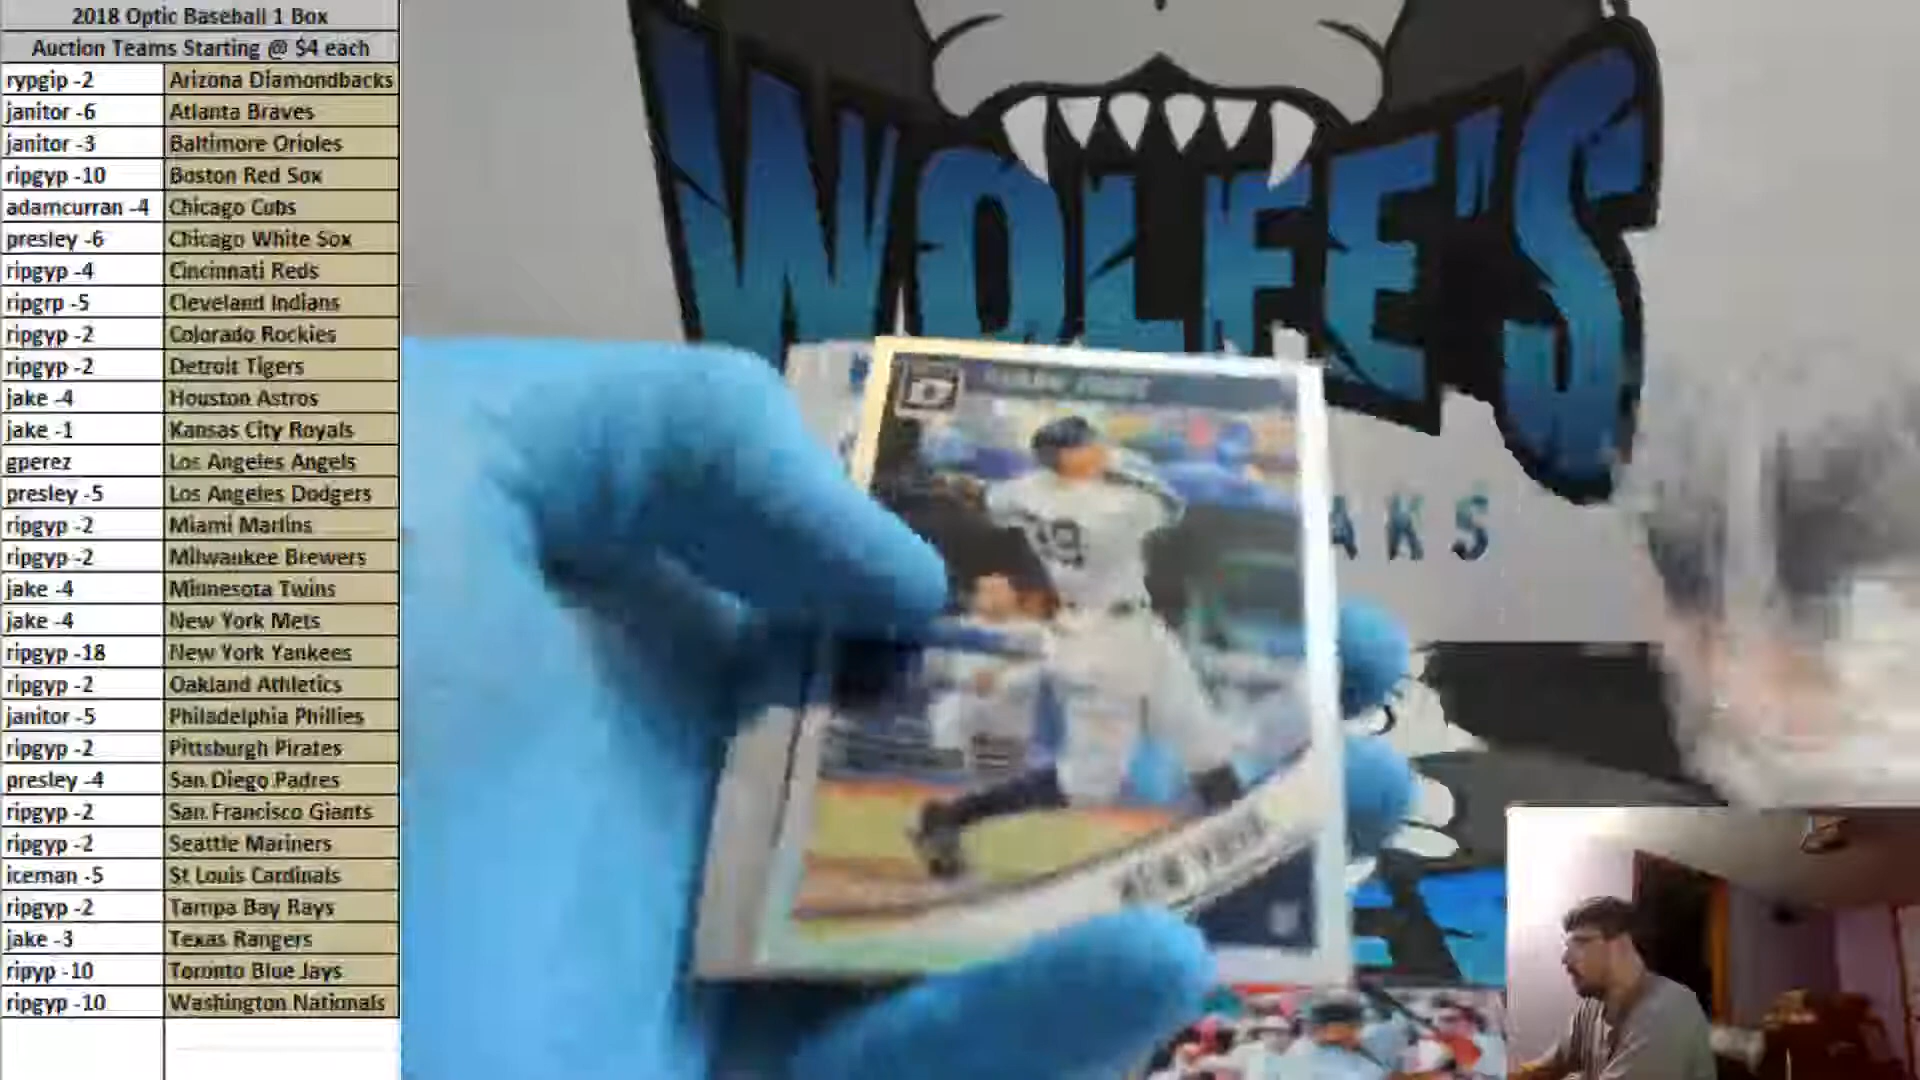 2018 Optic Baseball 1 Box
Auction Teams Starting @ $4 each
rypgip -2 Arizona Diamondbacks
janitor -6 Atlanta Braves
janitor -3 Baltimore Orioles
ripgyp -10 Boston Red Sox
adamcurran -4 Chicago Cubs
presley -6 Chicago White Sox
ripgyp -4 Cincinnati Reds
ripgrp -5 Cleveland Indians
ripgyp -2 Colorado Rockies
ripgyp -2 Detroit Tigers
jake -4 Houston Astros
jake -1 Kansas City Royals
gperez Los Angeles Angels
presley -5 Los Angeles Dodgers
ripgyp -2 Miami Marlins
ripgyp -2 Milwaukee Brewers
jake -4 Minnesota Twins
jake -4 New York Mets
ripgyp -18 New York Yankees
ripgyp -2 Oakland Athletics
janitor -5 Philadelphia Phillies
ripgyp -2 Pittsburgh Pirates
presley -4 San Diego Padres
ripgyp -2 San Francisco Giants
ripgyp -2 Seattle Mariners
iceman -5 St Louis Cardinals
ripgyp -2 Tampa Bay Rays
jake -3 Texas Rangers
ripyp -10 Toronto Blue Jays
ripgyp -10 Washington Nationals
WOLFE'S
AKS
NEW YORK